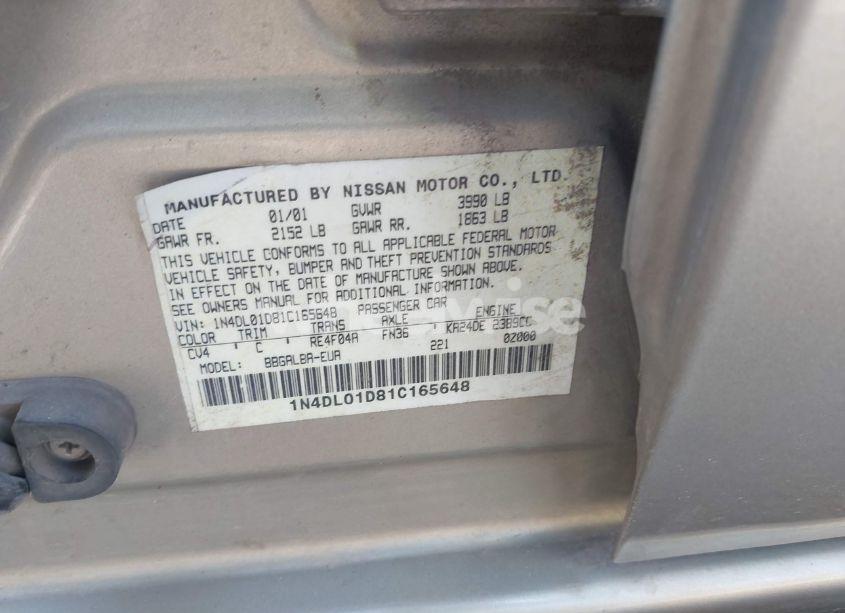 MANUFACTURED BY NISSAN MOTOR CO., LTD.
DATE 01/01 GVWR 3990 LB
GAWR FR. 2152 LB GAWR RR. 1863 LB
THIS VEHICLE CONFORMS TO ALL APPLICABLE FEDERAL MOTOR
VEHICLE SAFETY, BUMPER AND THEFT PREVENTION STANDARDS
IN EFFECT ON THE DATE OF MANUFACTURE SHOWN ABOVE.
SEE OWNERS MANUAL FOR ADDITIONAL INFORMATION.
VIN: 1N4DL01D81C165648 PASSENGER CAR
COLOR TRIM TRANS AXLE ENGINE
CV4 C RE4F04A FN36 KA24DE 2389CC
MODEL: BBGALBA-EUA 221 02000
1N4DL01D81C165648